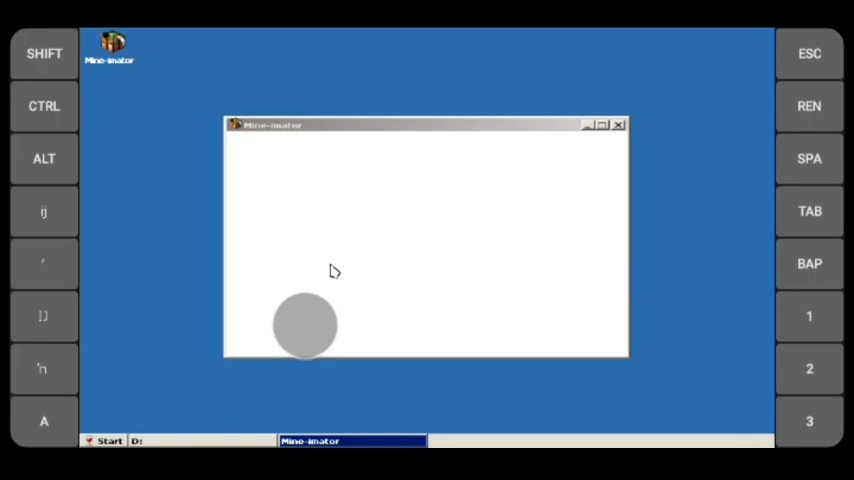 SHIFT
CTRL
ALT
A
ESC
REN
SPA
TAB
BAP
1
2
3
Mine-imator
Mine-imator
Start
D:
Mine-imator